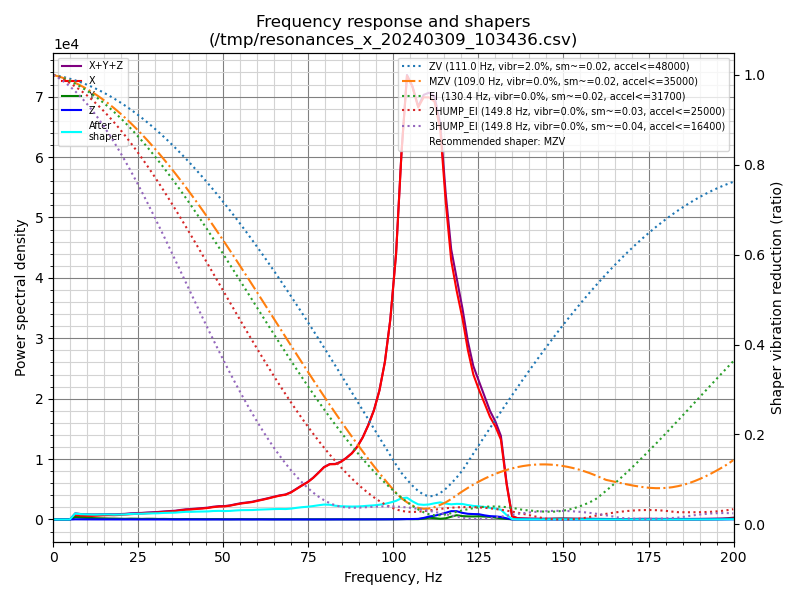 Frequency response and shapers
(/tmp/resonances_x_20240309_103436.csv)
1e4
X+Y+Z
X
Y
Z
After
shaper
ZV (111.0 Hz, vibr=2.0%, sm~=0.02, accel<=48000)
MZV (109.0 Hz, vibr=0.0%, sm~=0.02, accel<=35000)
EI (130.4 Hz, vibr=0.0%, sm~=0.02, accel<=31700)
2HUMP_EI (149.8 Hz, vibr=0.0%, sm~=0.03, accel<=25000)
3HUMP_EI (149.8 Hz, vibr=0.0%, sm~=0.04, accel<=16400)
Recommended shaper: MZV
Power spectral density
7
6
5
4
3
2
1
0
1.0
0.8
0.6
0.4
0.2
0.0
Shaper vibration reduction (ratio)
0 25 50 75 100 125 150 175 200
Frequency, Hz